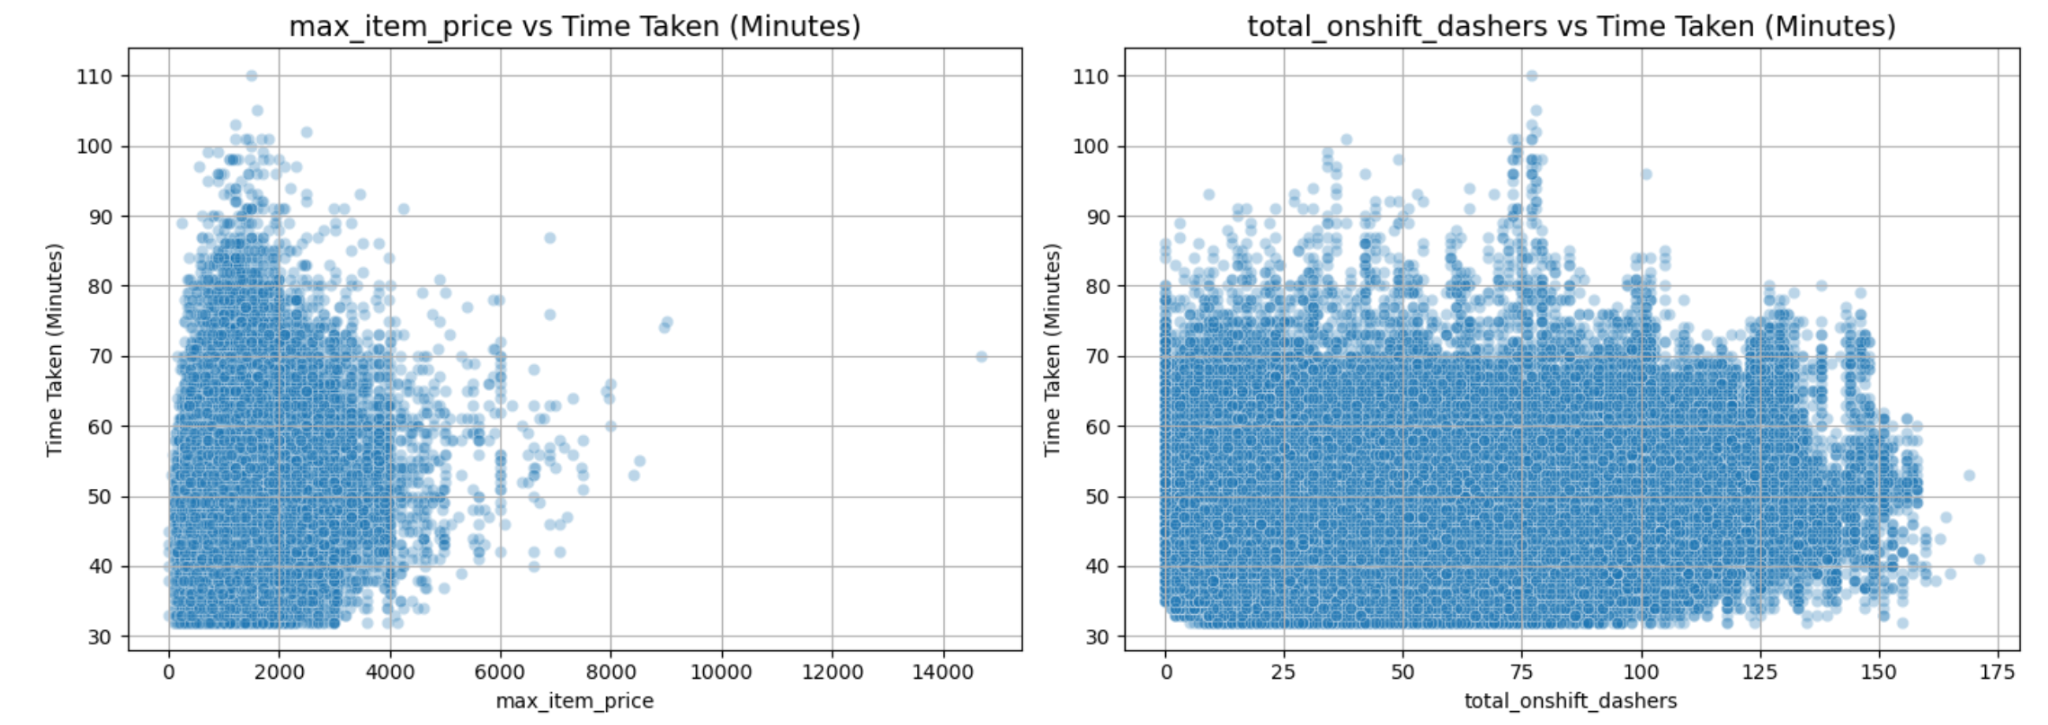 max_item_price vs Time Taken (Minutes)
110
100
90
80
70
60
50
40
30
Time Taken (Minutes)
0 2000 4000 6000 8000 10000 12000 14000
max_item_price
total_onshift_dashers vs Time Taken (Minutes)
110
100
90
80
70
60
50
40
30
Time Taken (Minutes)
0 25 50 75 100 125 150 175
total_onshift_dashers